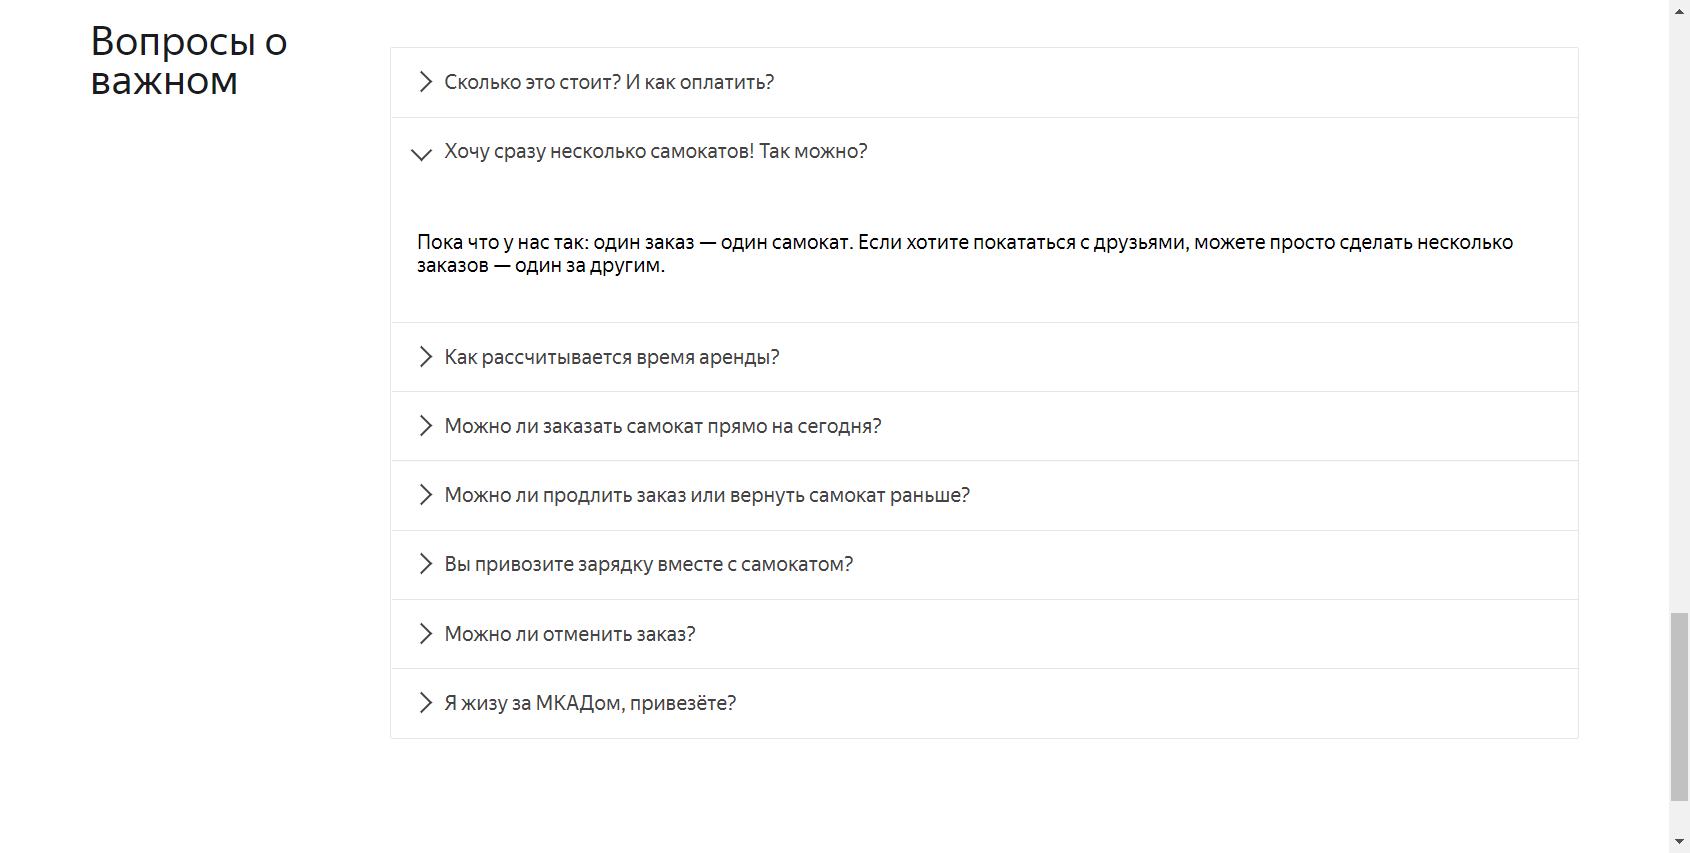 Вопросы о
важном
Сколько это стоит? И как оплатить?
Хочу сразу несколько самокатов! Так можно?
Пока что у нас так: один заказ — один самокат. Если хотите покататься с друзьями, можете просто сделать несколько
заказов — один за другим.
Как рассчитывается время аренды?
Можно ли заказать самокат прямо на сегодня?
Можно ли продлить заказ или вернуть самокат раньше?
Вы привозите зарядку вместе с самокатом?
Можно ли отменить заказ?
Я жизу за МКАДом, привезёте?